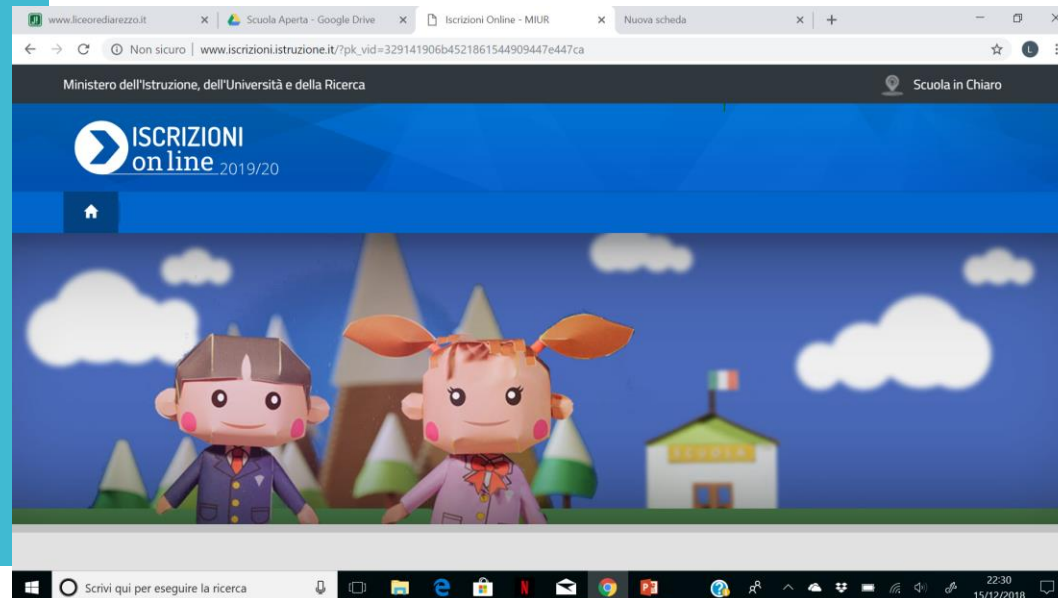 www.liceorediarezzo.it
Scuola Aperta - Google Drive
Iscrizioni Online - MIUR
Nuova scheda
Non sicuro | www.iscrizioni.istruzione.it/?pk_vid=329141906b4521861544909447e447ca
L
Ministero dell'Istruzione, dell'Università e della Ricerca
Scuola in Chiaro
ISCRIZIONI
on line 2019/20
SCUOLA
Scrivi qui per eseguire la ricerca
22:30
15/12/2018